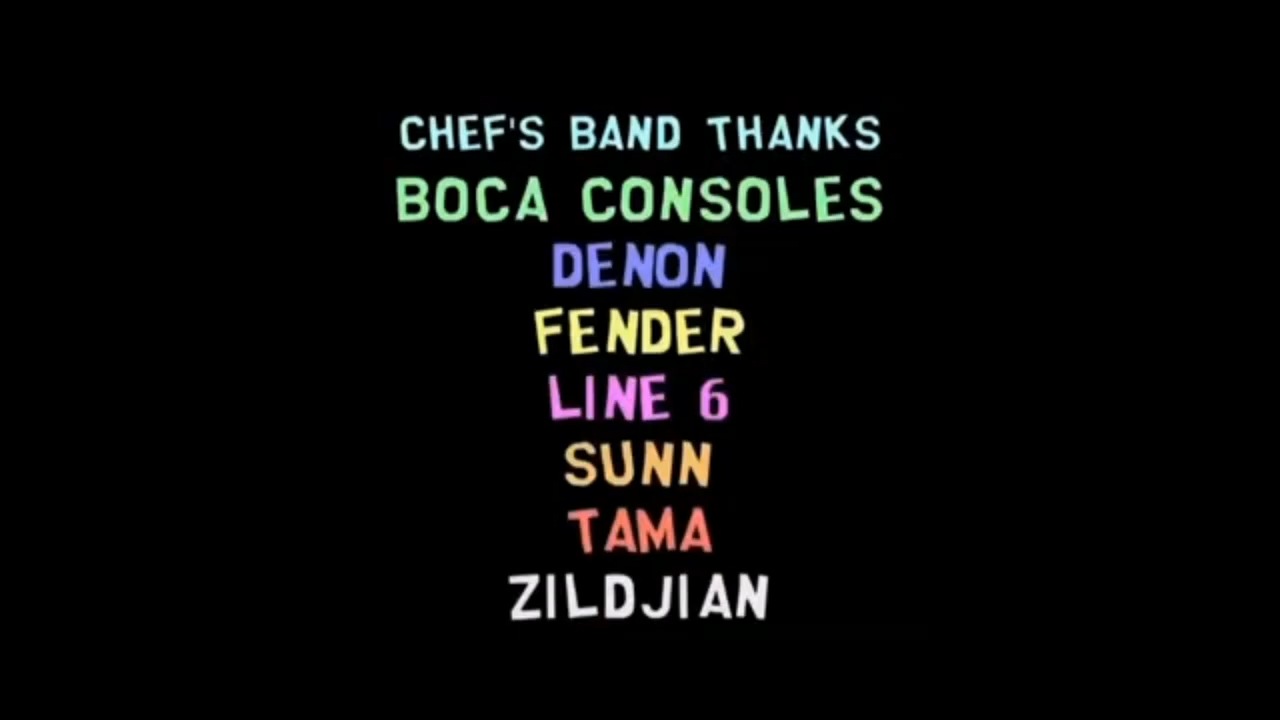 CHEF'S BAND THANKS
BOCA CONSOLES
DENON
FENDER
LINE 6
SUNN
TAMA
ZILDJIAN